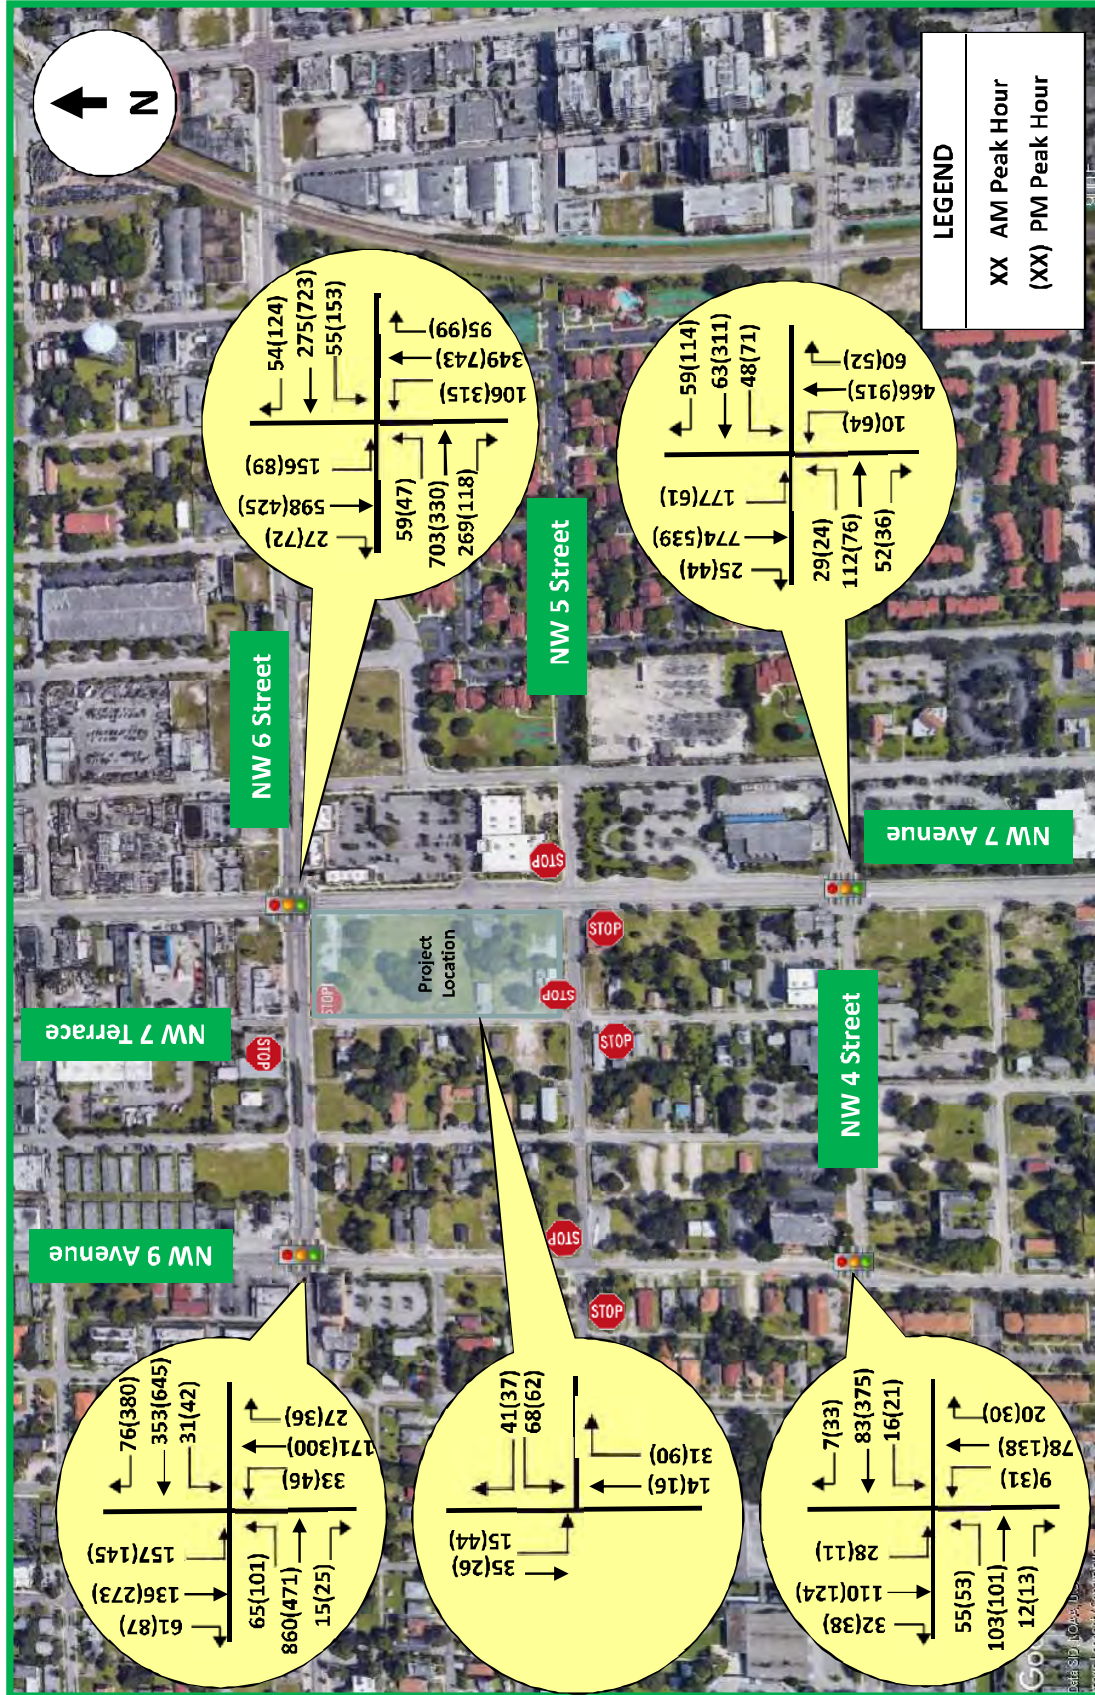 N
LEGEND
XX AM Peak Hour
(XX) PM Peak Hour
NW 6 Street
NW 5 Street
NW 4 Street
NW 7 Avenue
NW 7 Terrace
NW 9 Avenue
Project
Location
STOP
STOP
STOP
STOP
STOP
STOP
STOP
STOP
54(124)
275(723)
55(153)
156(89)
598(425)
27(72)
59(47)
703(330)
269(118)
95(99)
349(743)
106(315)
59(114)
63(311)
48(71)
177(61)
774(539)
25(44)
29(24)
112(76)
52(36)
60(52)
466(915)
10(64)
76(380)
353(645)
31(42)
157(145)
136(273)
61(87)
65(101)
860(471)
15(25)
27(36)
171(300)
33(46)
41(37)
68(62)
15(44)
35(26)
31(90)
14(16)
7(33)
83(375)
16(21)
28(11)
110(124)
32(38)
55(53)
103(101)
12(13)
20(30)
78(138)
9(31)